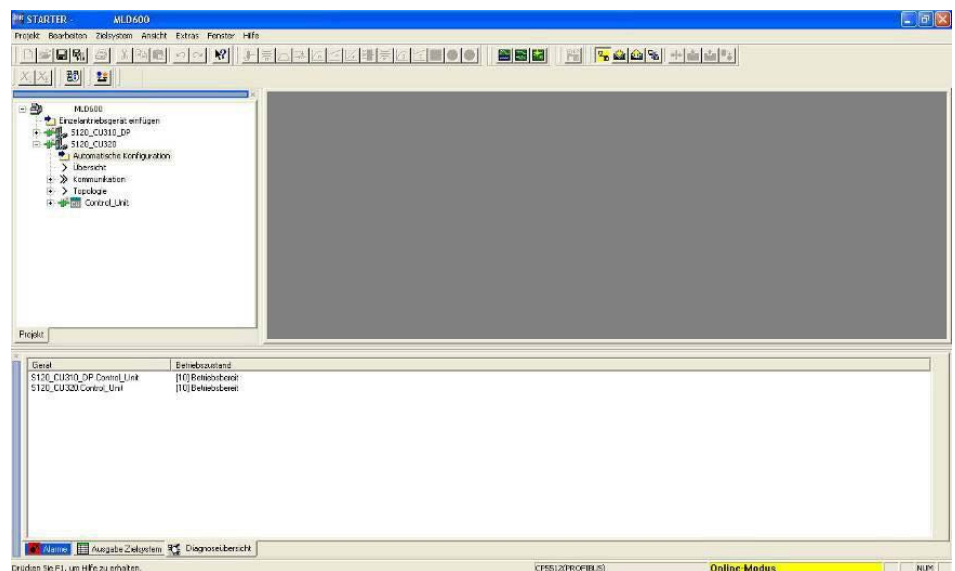 STARTER - MLD600
Projekt Bearbeiten Zielsystem Ansicht Extras Fenster Hilfe
MLD600
Einzelantriebsgerät einfügen
S120_CU310_DP
S120_CU320
Automatische Konfiguration
Übersicht
Kommunikation
Topologie
Control_Unit
Projekt
Gerät Betriebszustand
S120_CU310_DP.Control_Unit [10] Betriebsbereit
S120_CU320.Control_Unit [10] Betriebsbereit
Alarme Ausgabe Zielsystem Diagnoseübersicht
Drücken Sie F1, um Hilfe zu erhalten. CP5512(PROFIBUS) Online-Modus NUM